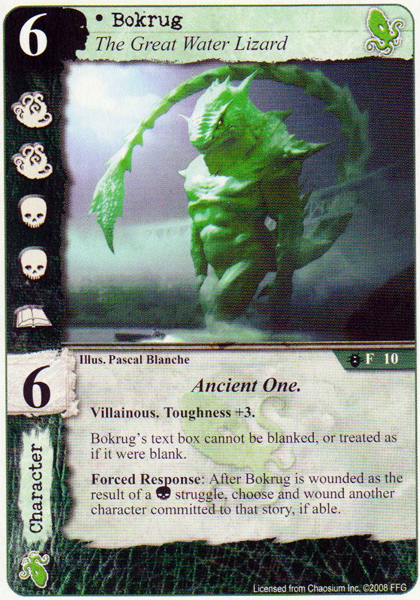 6
• Bokrug
The Great Water Lizard
Illus. Pascal Blanche
F 10
6
Ancient One.
Villainous. Toughness +3.
Bokrug's text box cannot be blanked, or treated as
if it were blank.
Forced Response: After Bokrug is wounded as the
result of a struggle, choose and wound another
character committed to that story, if able.
Character
Licensed from Chaosium Inc. ©2008 FFG